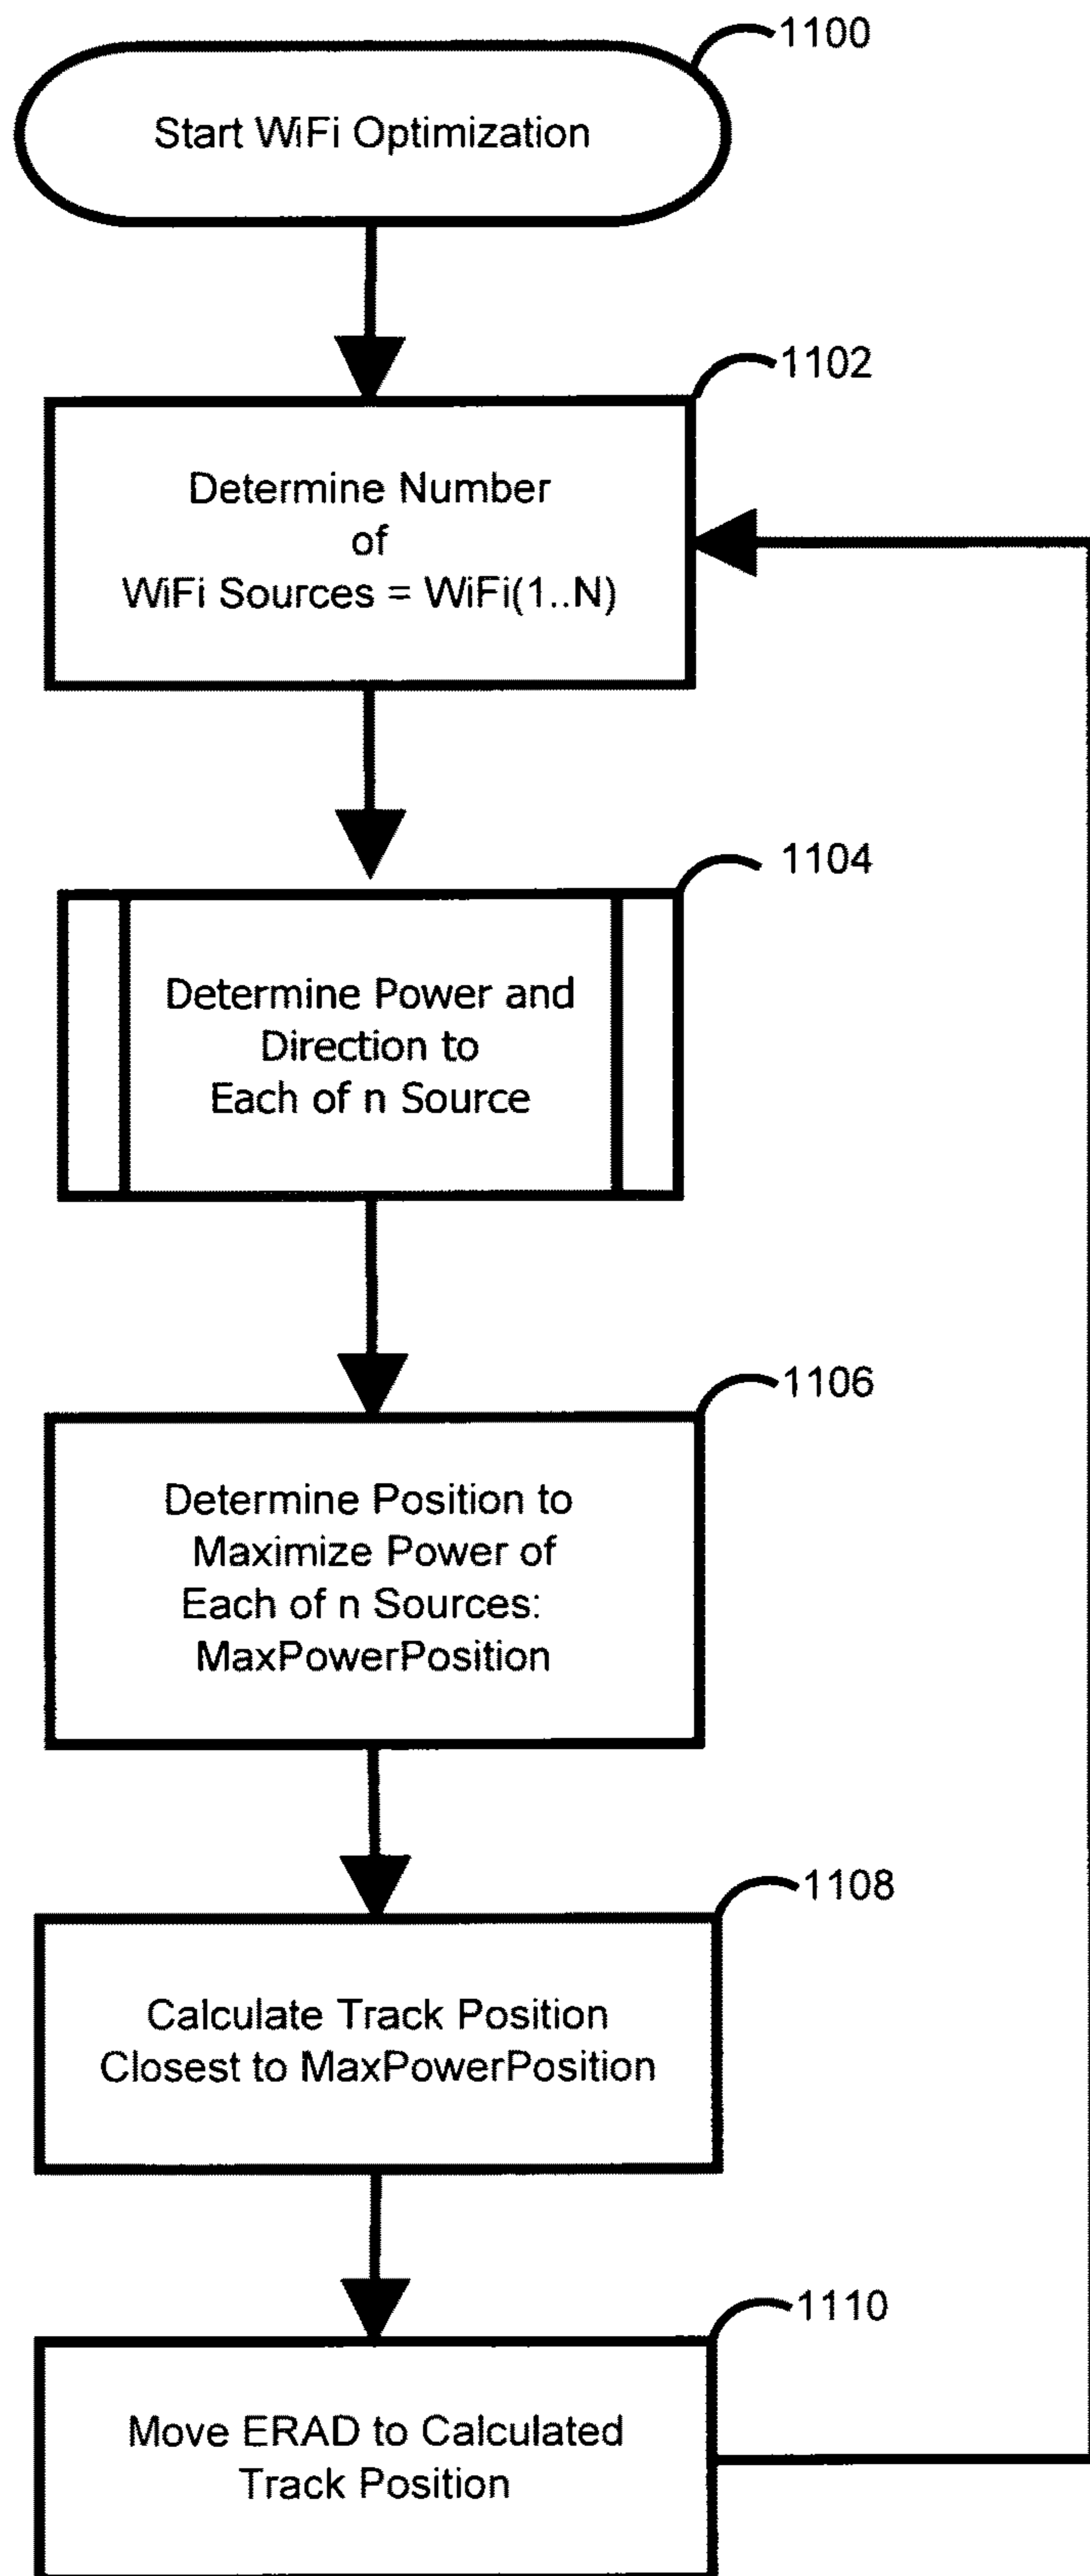 1100
Start WiFi Optimization
1102
Determine Number
of
WiFi Sources = WiFi(1..N)
1104
Determine Power and
Direction to
Each of n Source
1106
Determine Position to
Maximize Power of
Each of n Sources:
MaxPowerPosition
1108
Calculate Track Position
Closest to MaxPowerPosition
1110
Move ERAD to Calculated
Track Position